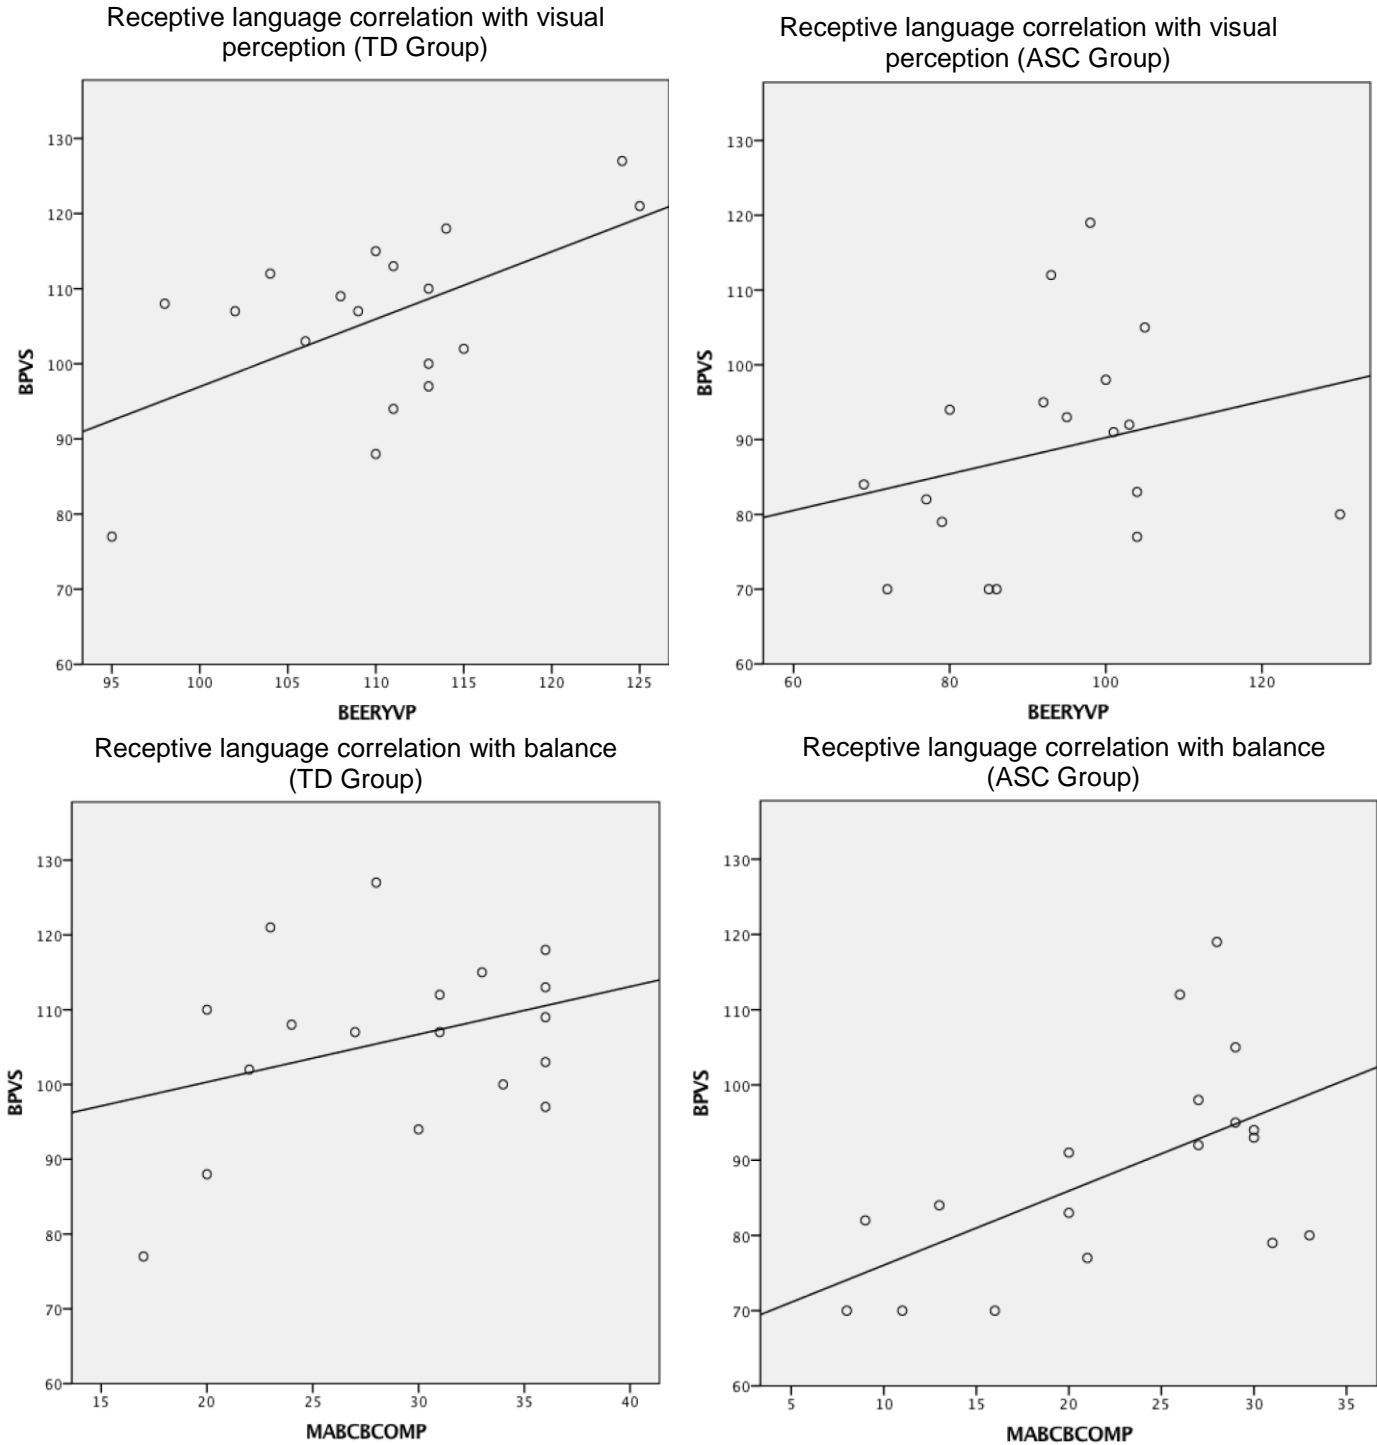 Receptive language correlation with visual
perception (TD Group)
130
120
110
100
90
80
70
60
BPVS
95 100 105 110 115 120 125
BEERYVP
Receptive language correlation with visual
perception (ASC Group)
130
120
110
100
90
80
70
60
BPVS
60 80 100 120
BEERYVP
Receptive language correlation with balance
(TD Group)
130
120
110
100
90
80
70
60
BPVS
15 20 25 30 35 40
MABCBCOMP
Receptive language correlation with balance
(ASC Group)
130
120
110
100
90
80
70
60
BPVS
5 10 15 20 25 30 35
MABCBCOMP